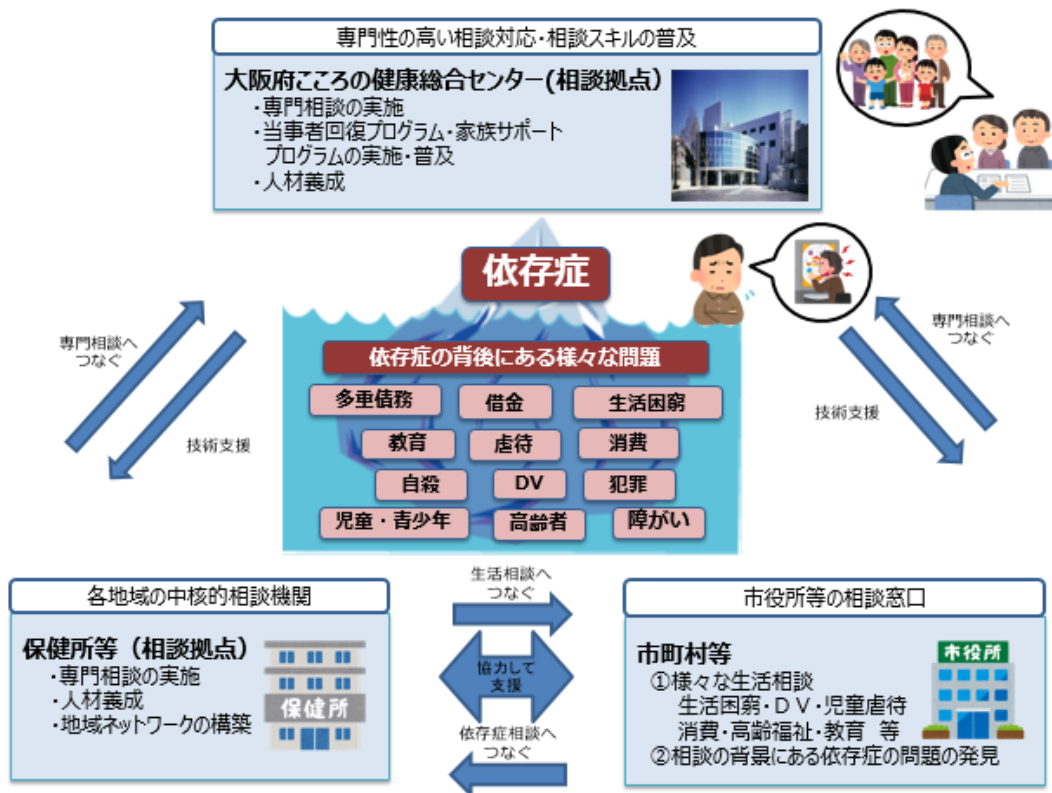 専門性の高い相談対応・相談スキルの普及
大阪府こころの健康総合センター(相談拠点)
・専門相談の実施
・当事者回復プログラム・家族サポート
プログラムの実施・普及
・人材義成
依存症
専門相談へ
つなぐ
技術支援
専門相談へ
つなぐ
技術支援
依存症の背後にある様々な問題
多重債務
借金
生活困窮
教育
虐待
消費
自殺
DV
犯罪
児童・青少年
高齢者
障がい
各地域の中核的相談機関
保健所等（相談拠点）
・専門相談の実施
・人材義成
・地域ネットワークの構築
保健所
生活相談へ
つなぐ
協力して
支援
依存症相談へ
つなぐ
市役所等の相談窓口
市町村等
①様々な生活相談
生活困窮・ＤＶ・児童虐待
消費・高齢福祉・教育 等
②相談の背景にある依存症の問題の発見
市役所